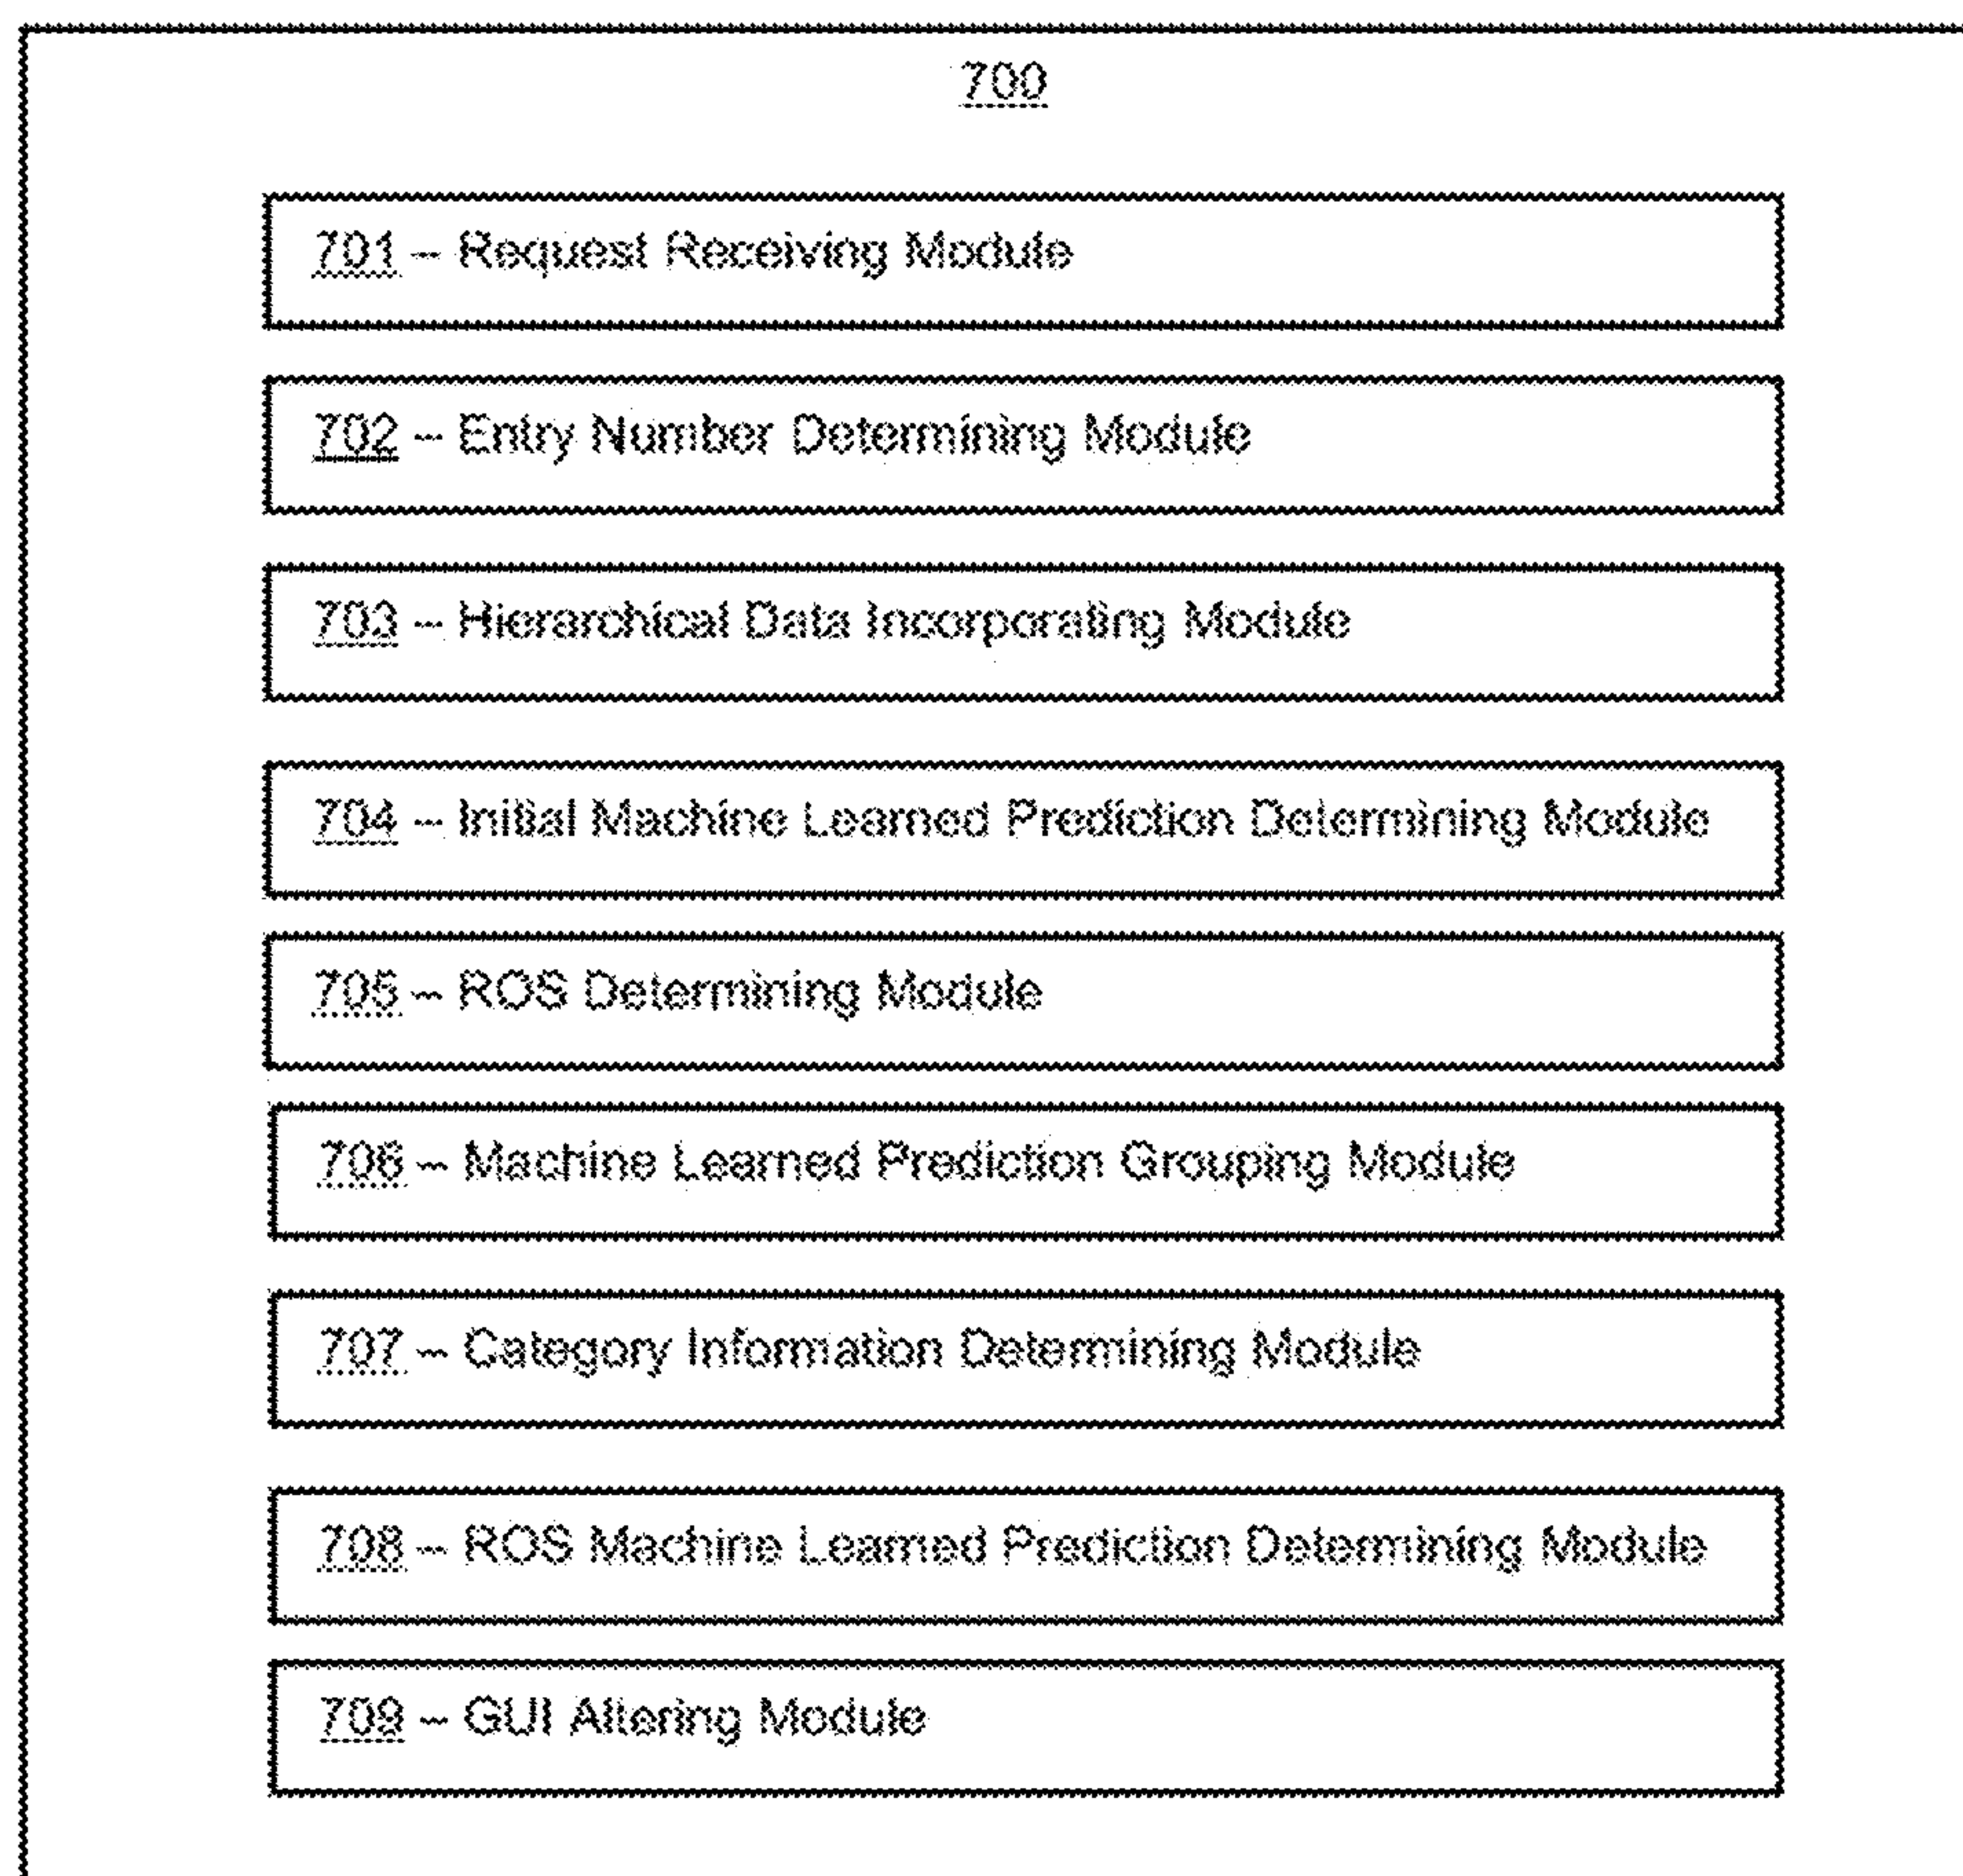 700
701 – Request Receiving Module
702 – Entry Number Determining Module
703 – Hierarchical Data Incorporating Module
704 – Initial Machine Learned Prediction Determining Module
705 – ROS Determining Module
706 – Machine Learned Prediction Grouping Module
707 – Category Information Determining Module
708 – ROS Machine Learned Prediction Determining Module
709 – GUI Altering Module